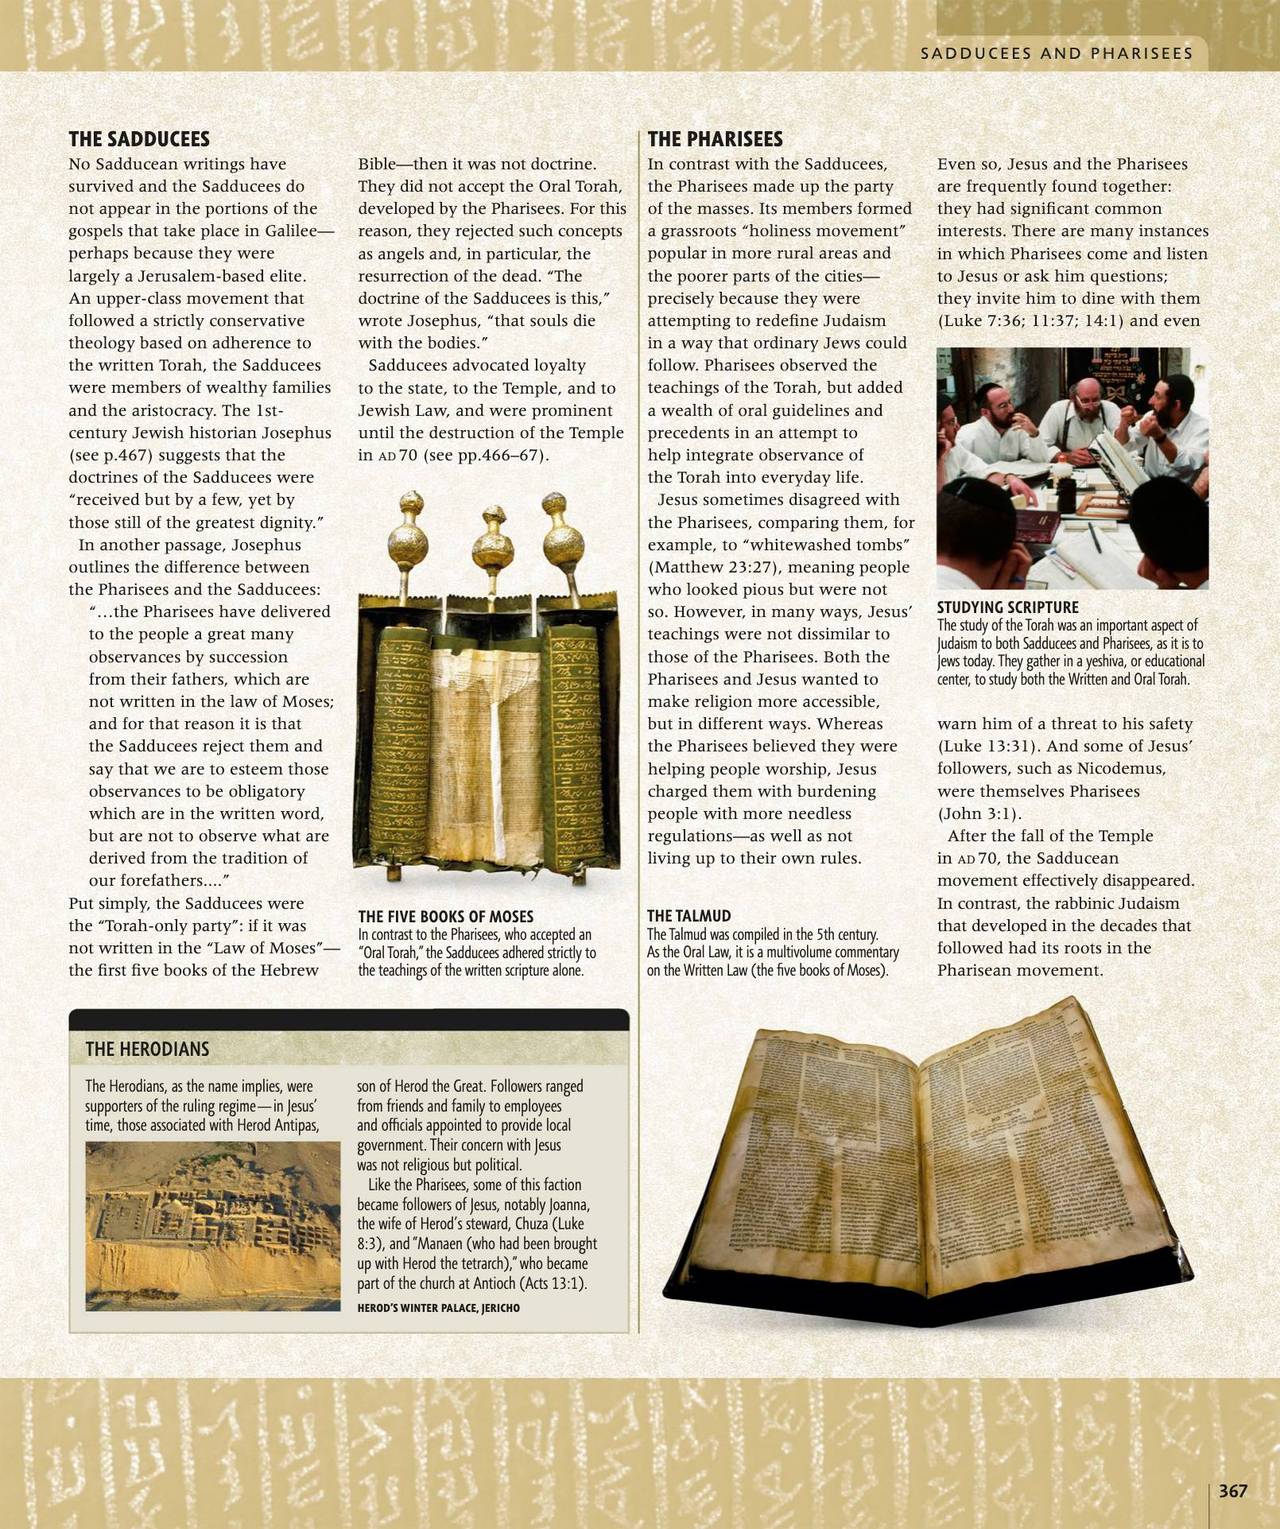 SADDUCEES AND PHARISEES
THE SADDUCEES
No Sadducean writings have
survived and the Sadducees do
not appear in the portions of the
gospels that take place in Galilee—
perhaps because they were
largely a Jerusalem-based elite.
An upper-class movement that
followed a strictly conservative
theology based on adherence to
the written Torah, the Sadducees
were members of wealthy families
and the aristocracy. The 1st-
century Jewish historian Josephus
(see p.467) suggests that the
doctrines of the Sadducees were
“received but by a few, yet by
those still of the greatest dignity.”
In another passage, Josephus
outlines the difference between
the Pharisees and the Sadducees:
“…the Pharisees have delivered
to the people a great many
observances by succession
from their fathers, which are
not written in the law of Moses;
and for that reason it is that
the Sadducees reject them and
say that we are to esteem those
observances to be obligatory
which are in the written word,
but are not to observe what are
derived from the tradition of
our forefathers....”
Put simply, the Sadducees were
the “Torah-only party”: if it was
not written in the “Law of Moses”—
the first five books of the Hebrew
Bible—then it was not doctrine.
They did not accept the Oral Torah,
developed by the Pharisees. For this
reason, they rejected such concepts
as angels and, in particular, the
resurrection of the dead. “The
doctrine of the Sadducees is this,”
wrote Josephus, “that souls die
with the bodies.”
Sadducees advocated loyalty
to the state, to the Temple, and to
Jewish Law, and were prominent
until the destruction of the Temple
in AD 70 (see pp.466–67).
THE FIVE BOOKS OF MOSES
In contrast to the Pharisees, who accepted an
“Oral Torah,” the Sadducees adhered strictly to
the teachings of the written scripture alone.
THE PHARISEES
In contrast with the Sadducees,
the Pharisees made up the party
of the masses. Its members formed
a grassroots “holiness movement”
popular in more rural areas and
the poorer parts of the cities—
precisely because they were
attempting to redefine Judaism
in a way that ordinary Jews could
follow. Pharisees observed the
teachings of the Torah, but added
a wealth of oral guidelines and
precedents in an attempt to
help integrate observance of
the Torah into everyday life.
Jesus sometimes disagreed with
the Pharisees, comparing them, for
example, to “whitewashed tombs”
(Matthew 23:27), meaning people
who looked pious but were not
so. However, in many ways, Jesus’
teachings were not dissimilar to
those of the Pharisees. Both the
Pharisees and Jesus wanted to
make religion more accessible,
but in different ways. Whereas
the Pharisees believed they were
helping people worship, Jesus
charged them with burdening
people with more needless
regulations—as well as not
living up to their own rules.
THE TALMUD
The Talmud was compiled in the 5th century.
As the Oral Law, it is a multivolume commentary
on the Written Law (the five books of Moses).
Even so, Jesus and the Pharisees
are frequently found together:
they had significant common
interests. There are many instances
in which Pharisees come and listen
to Jesus or ask him questions;
they invite him to dine with them
(Luke 7:36; 11:37; 14:1) and even
STUDYING SCRIPTURE
The study of the Torah was an important aspect of
Judaism to both Sadducees and Pharisees, as it is to
Jews today. They gather in a yeshiva, or educational
center, to study both the Written and Oral Torah.
warn him of a threat to his safety
(Luke 13:31). And some of Jesus’
followers, such as Nicodemus,
were themselves Pharisees
(John 3:1).
After the fall of the Temple
in AD 70, the Sadducean
movement effectively disappeared.
In contrast, the rabbinic Judaism
that developed in the decades that
followed had its roots in the
Pharisean movement.
THE HERODIANS
The Herodians, as the name implies, were
supporters of the ruling regime—in Jesus’
time, those associated with Herod Antipas,
son of Herod the Great. Followers ranged
from friends and family to employees
and officials appointed to provide local
government. Their concern with Jesus
was not religious but political.
Like the Pharisees, some of this faction
became followers of Jesus, notably Joanna,
the wife of Herod’s steward, Chuza (Luke
8:3), and “Manaen (who had been brought
up with Herod the tetrarch),” who became
part of the church at Antioch (Acts 13:1).
HEROD’S WINTER PALACE, JERICHO
367